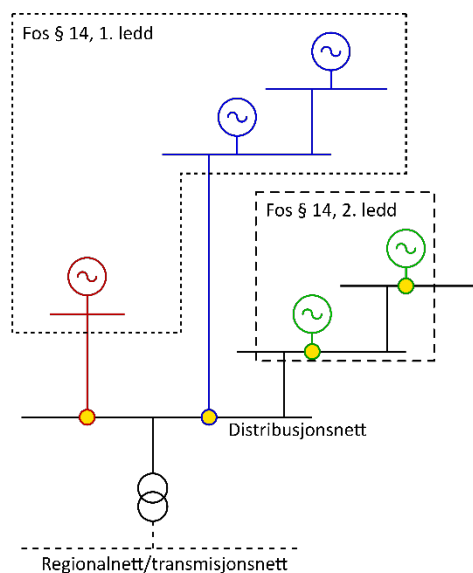 Fos § 14, 1. ledd
Fos § 14, 2. ledd
Distribusjonsnett
Regionalnett/transmisjonsnett